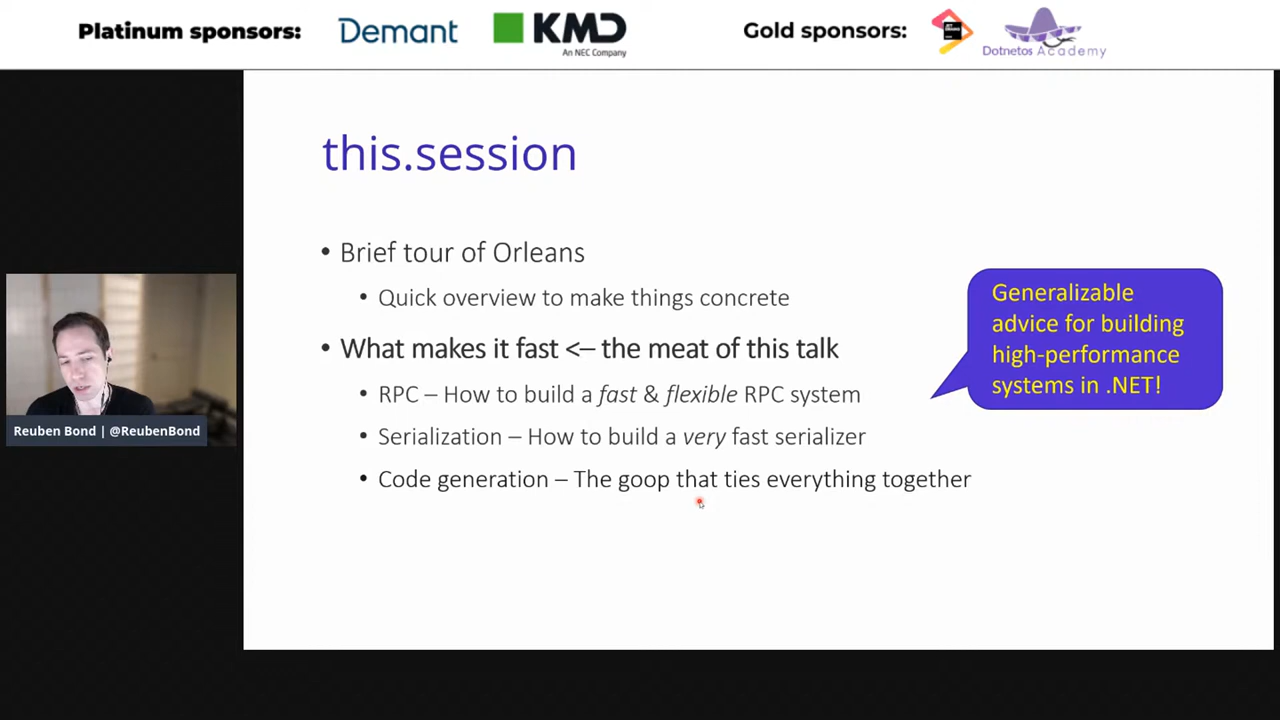 Platinum sponsors:
Demant
KMD
An NEC Company
Gold sponsors:
Dotnetos Academy
this.session
• Brief tour of Orleans
• Quick overview to make things concrete
• What makes it fast <– the meat of this talk
• RPC – How to build a fast & flexible RPC system
• Serialization – How to build a very fast serializer
• Code generation – The goop that ties everything together
Generalizable
advice for building
high-performance
systems in .NET!
Reuben Bond | @ReubenBond